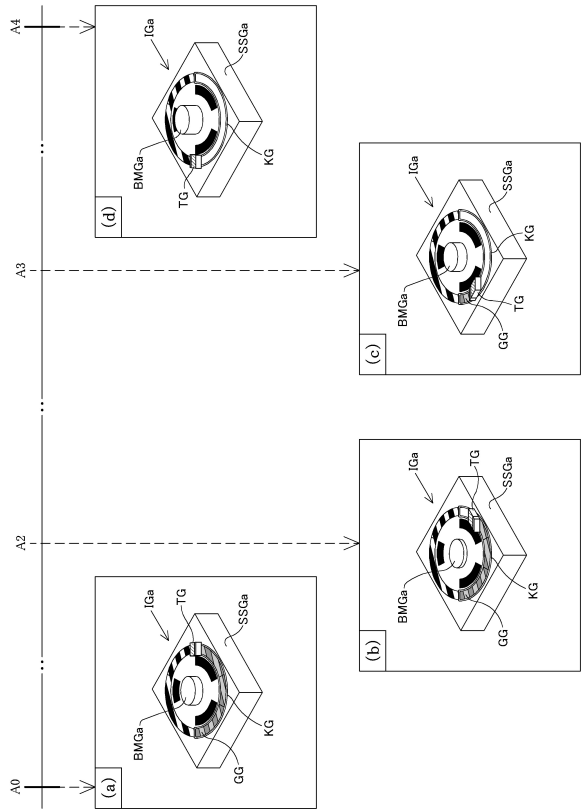 A0
...
A2
...
A3
...
A4
(a)
BMGa
IGa
TG
SSGa
KG
GG
(b)
BMGa
IGa
TG
SSGa
KG
GG
(c)
BMGa
IGa
SSGa
KG
TG
GG
(d)
BMGa
IGa
SSGa
KG
TG